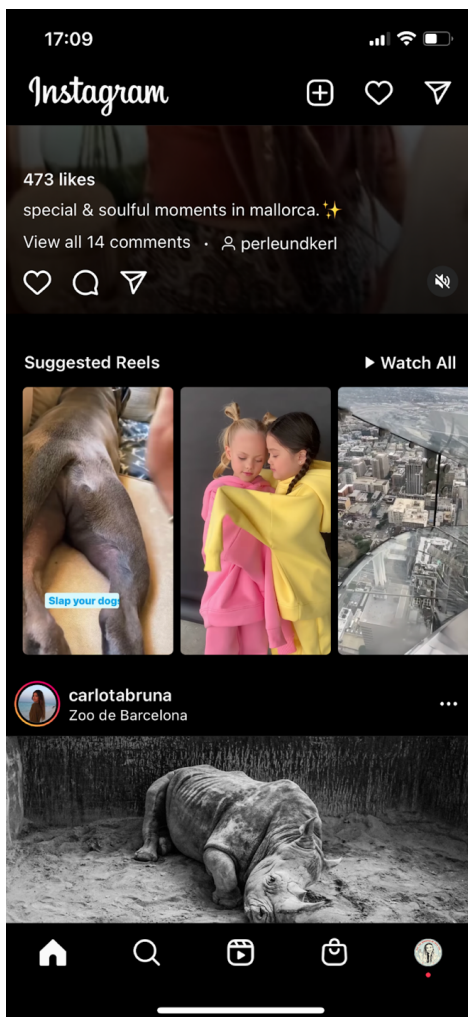 17:09
Instagram
473 likes
special & soulful moments in mallorca.✨
View all 14 comments · perleundkerl
Suggested Reels
Watch All
Slap your dogs
carlotabruna
Zoo de Barcelona